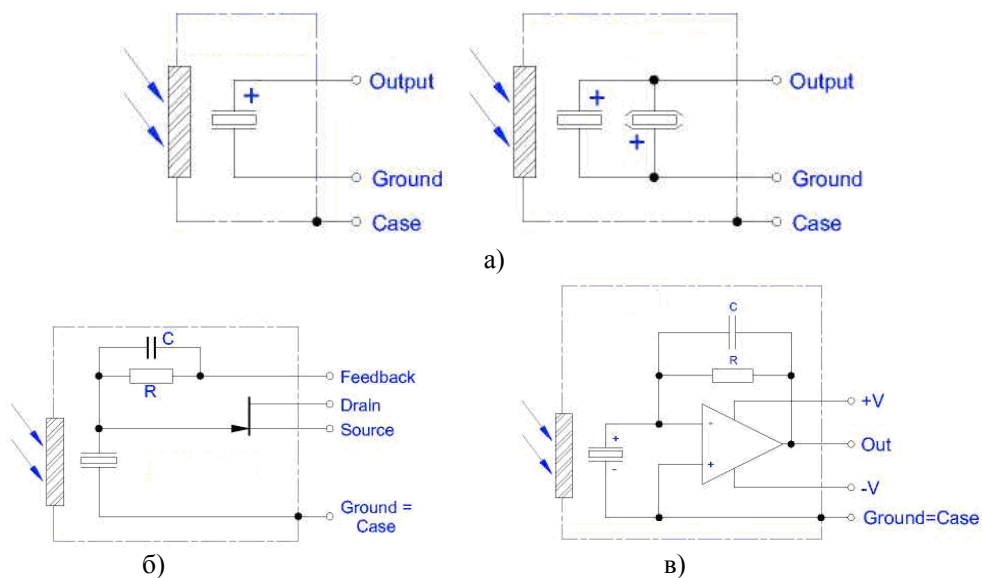 + Output
Ground
Case
+ Output
+ Ground
Case
а)
C
R Feedback
Drain
Source
Ground =
Case
б)
C
R
+V
+ - Out
- + -V
Ground=Case
в)